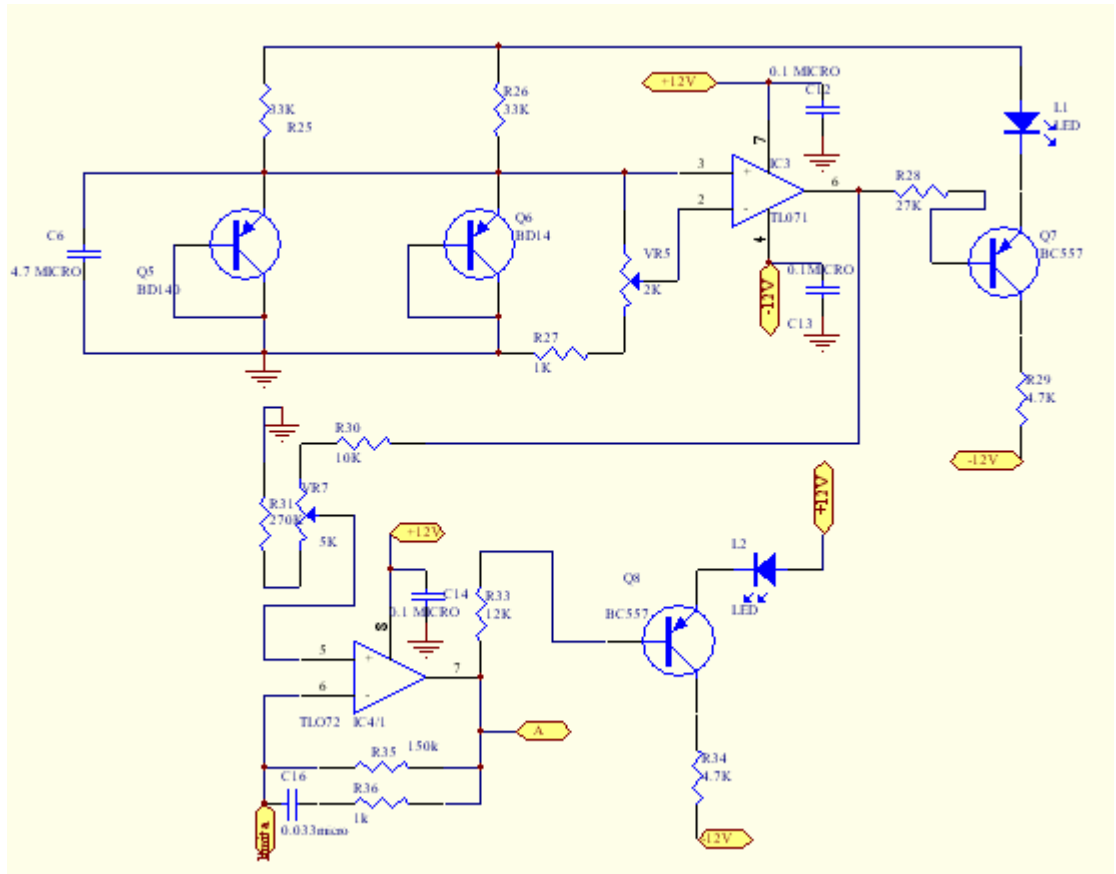 R26
33K
33K
R25
+12V
0.1 MICRO
C12
L1
LED
7
IC3
3
2
6
TL071
4
R28
27K
C6
4.7 MICRO
Q5
BD140
Q6
BD14
VR5
2K
-12V
0.1MICRO
C13
Q7
BC557
R27
1K
R29
4.7K
-12V
R30
10K
+12V
VR7
R31
270K
5K
+12V
L2
LED
C14
0.1 MICRO
R33
12K
Q8
BC557
8
5
6
7
TLO72
IC4/1
A
R35
150k
C16
R36
1k
0.033micro
R34
4.7K
-12V